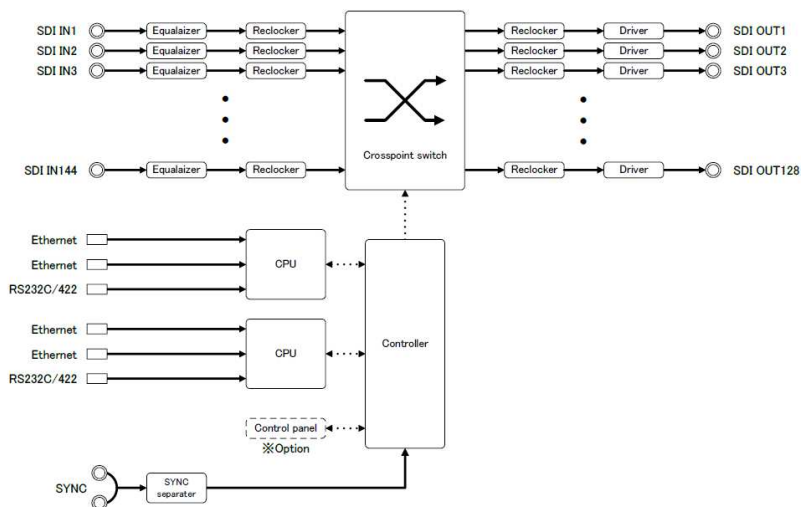 SDI IN1 Equalaizer Reclocker Reclocker Driver SDI OUT1
SDI IN2 Equalaizer Reclocker Reclocker Driver SDI OUT2
SDI IN3 Equalaizer Reclocker Reclocker Driver SDI OUT3
Crosspoint switch
SDI IN144 Equalaizer Reclocker Reclocker Driver SDI OUT128
Ethernet
Ethernet
CPU
RS232C/422
Ethernet
Ethernet
CPU
RS232C/422
Controller
Control panel
※Option
SYNC
SYNC
separater